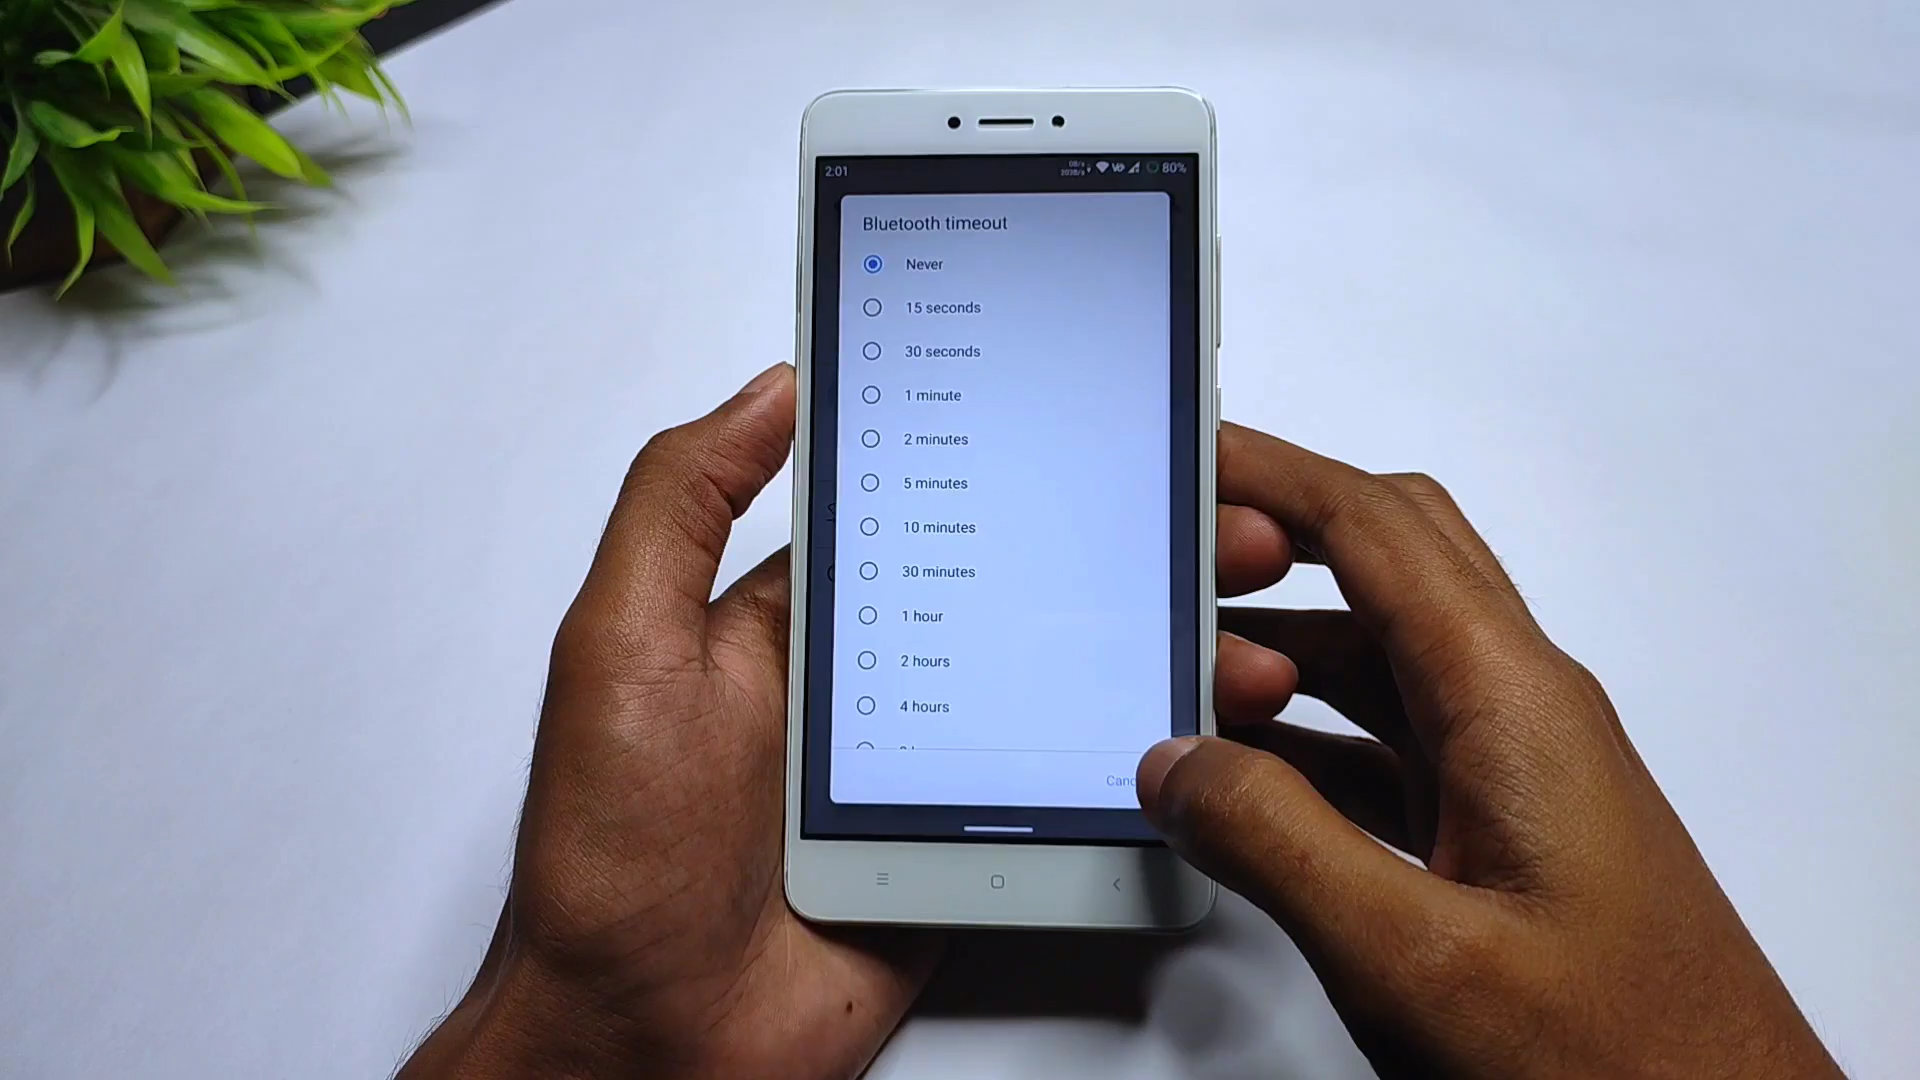 2:01
80%
Bluetooth timeout
Never
15 seconds
30 seconds
1 minute
2 minutes
5 minutes
10 minutes
30 minutes
1 hour
2 hours
4 hours
Canc